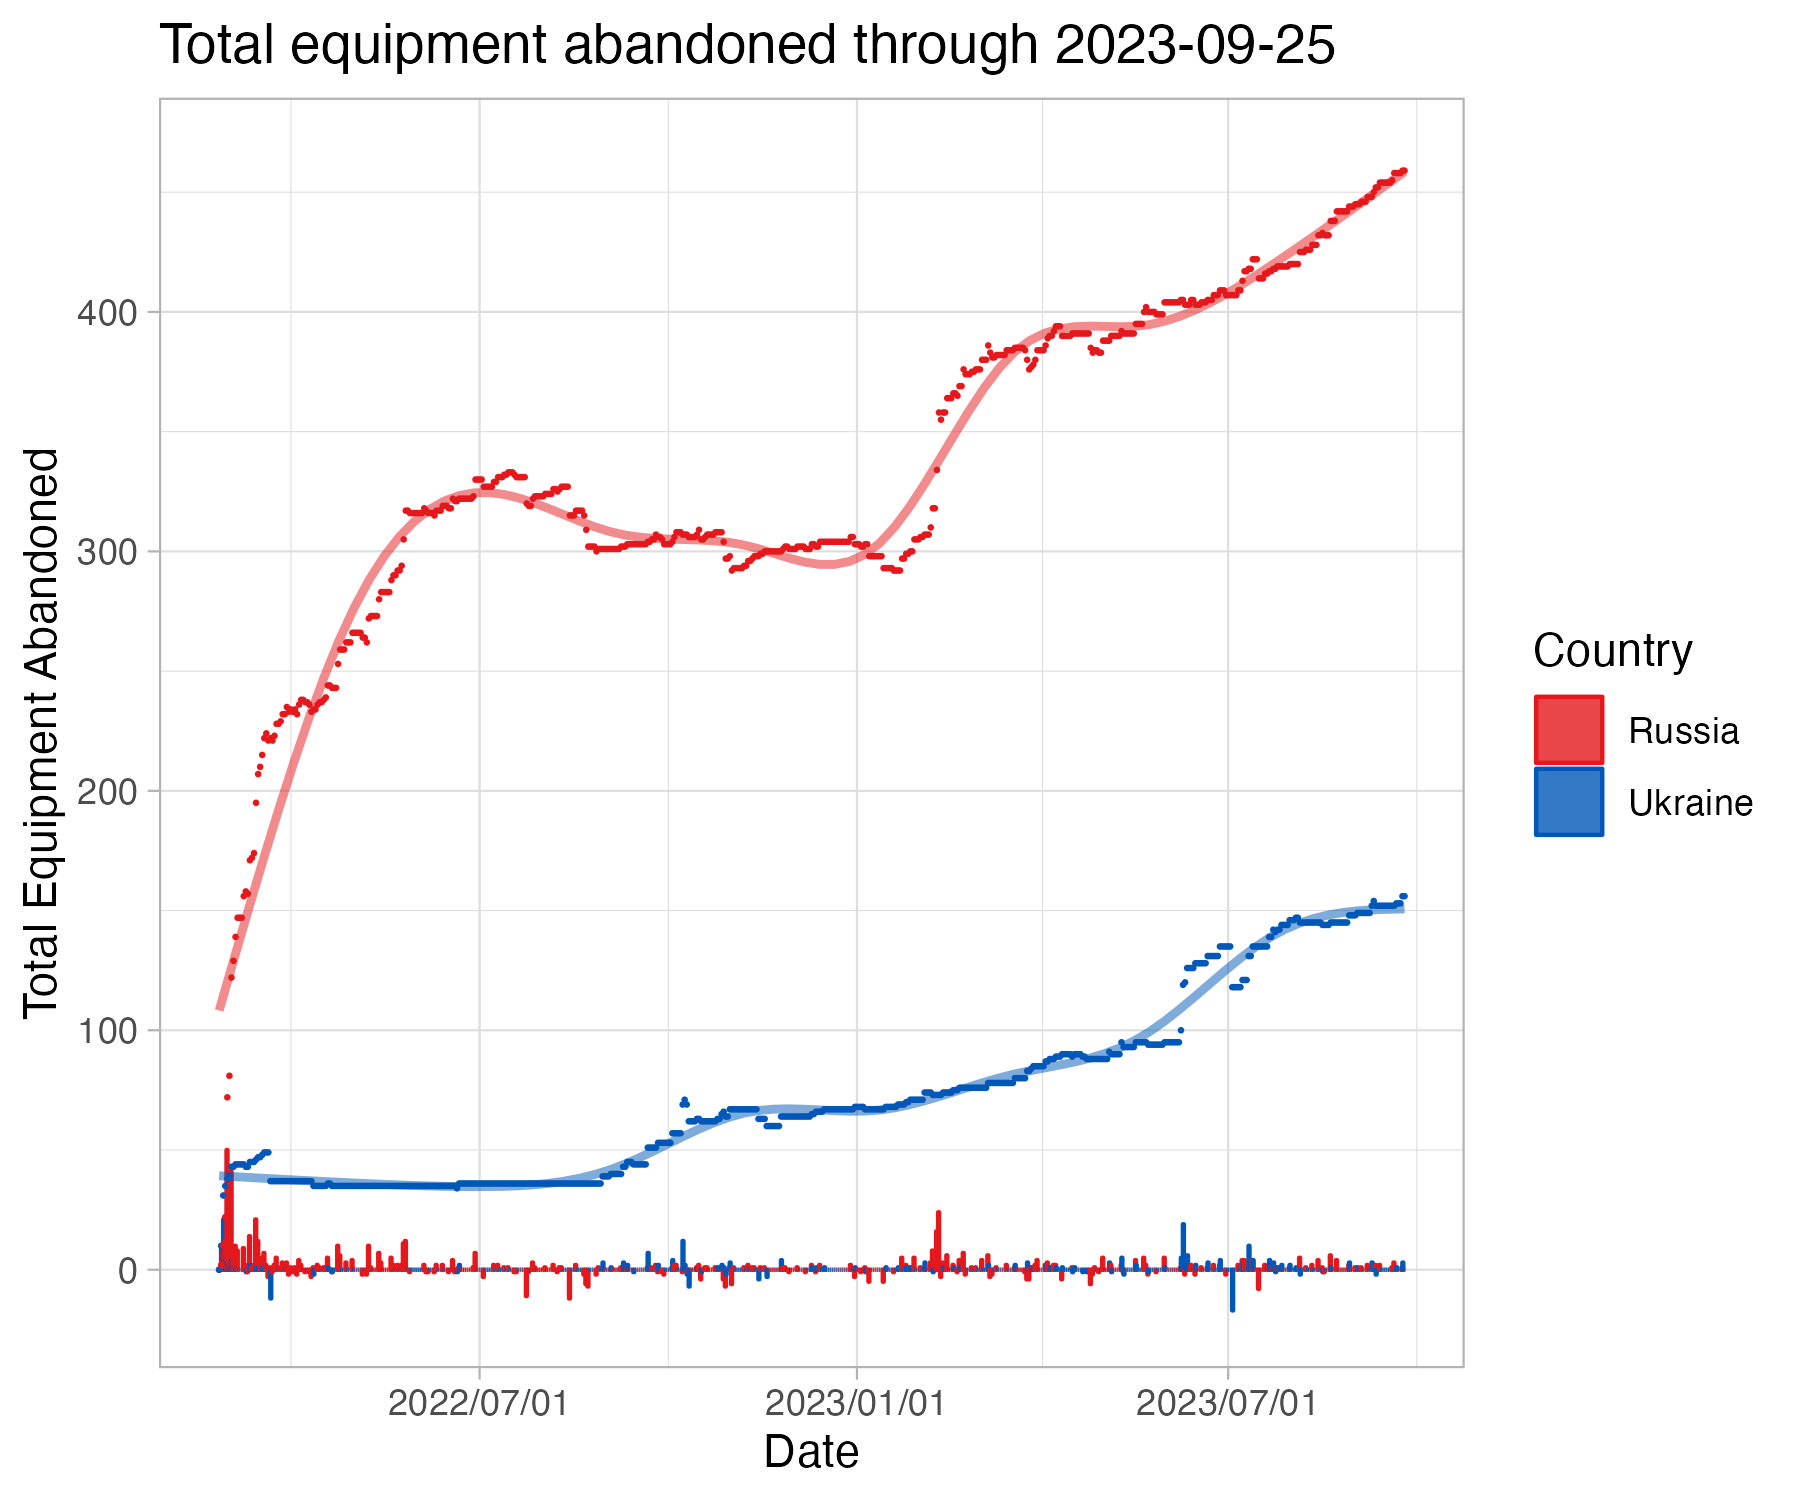 Total equipment abandoned through 2023-09-25
Total Equipment Abandoned
400
300
200
100
0
2022/07/01
2023/01/01
2023/07/01
Date
Country
Russia
Ukraine